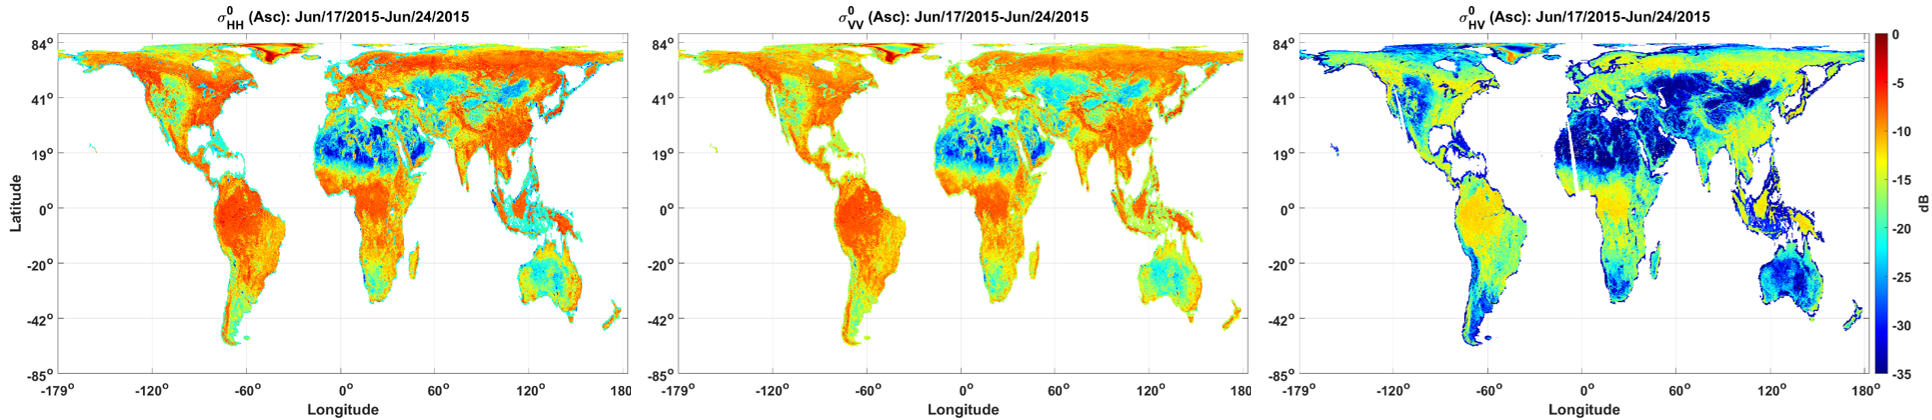 σ⁰HH (Asc): Jun/17/2015-Jun/24/2015
84°
41°
19°
0°
-20°
-42°
-85°
-179° -120° -60° 0° 60° 120° 180
Latitude
Longitude
σ⁰VV (Asc): Jun/17/2015-Jun/24/2015
84°
41°
19°
0°
-20°
-42°
-85°
-179° -120° -60° 0° 60° 120° 180
Longitude
σ⁰HV (Asc): Jun/17/2015-Jun/24/2015
84°
41°
19°
0°
-20°
-42°
-85°
-179° -120° -60° 0° 60° 120° 180°
Longitude
0
-5
-10
-15
-20
-25
-30
-35
dB